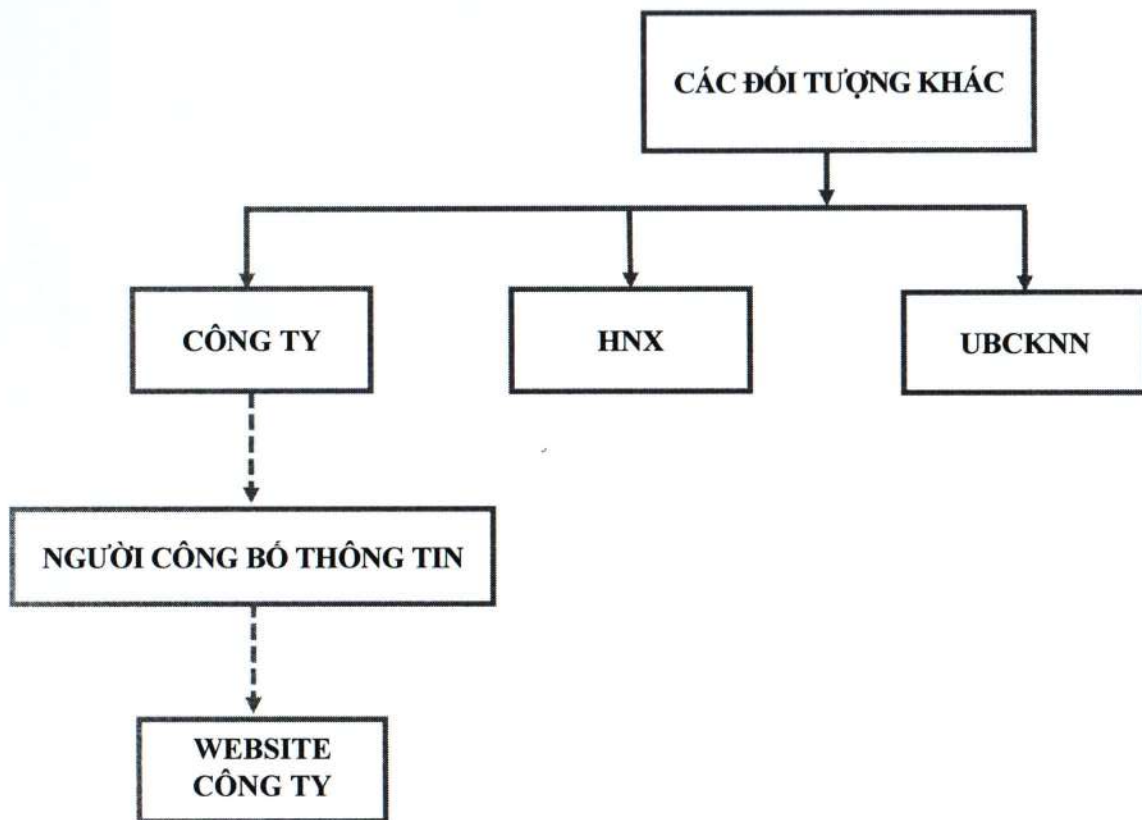 CÁC ĐỐI TƯỢNG KHÁC
CÔNG TY
HNX
UBCKNN
NGƯỜI CÔNG BỐ THÔNG TIN
WEBSITE
CÔNG TY